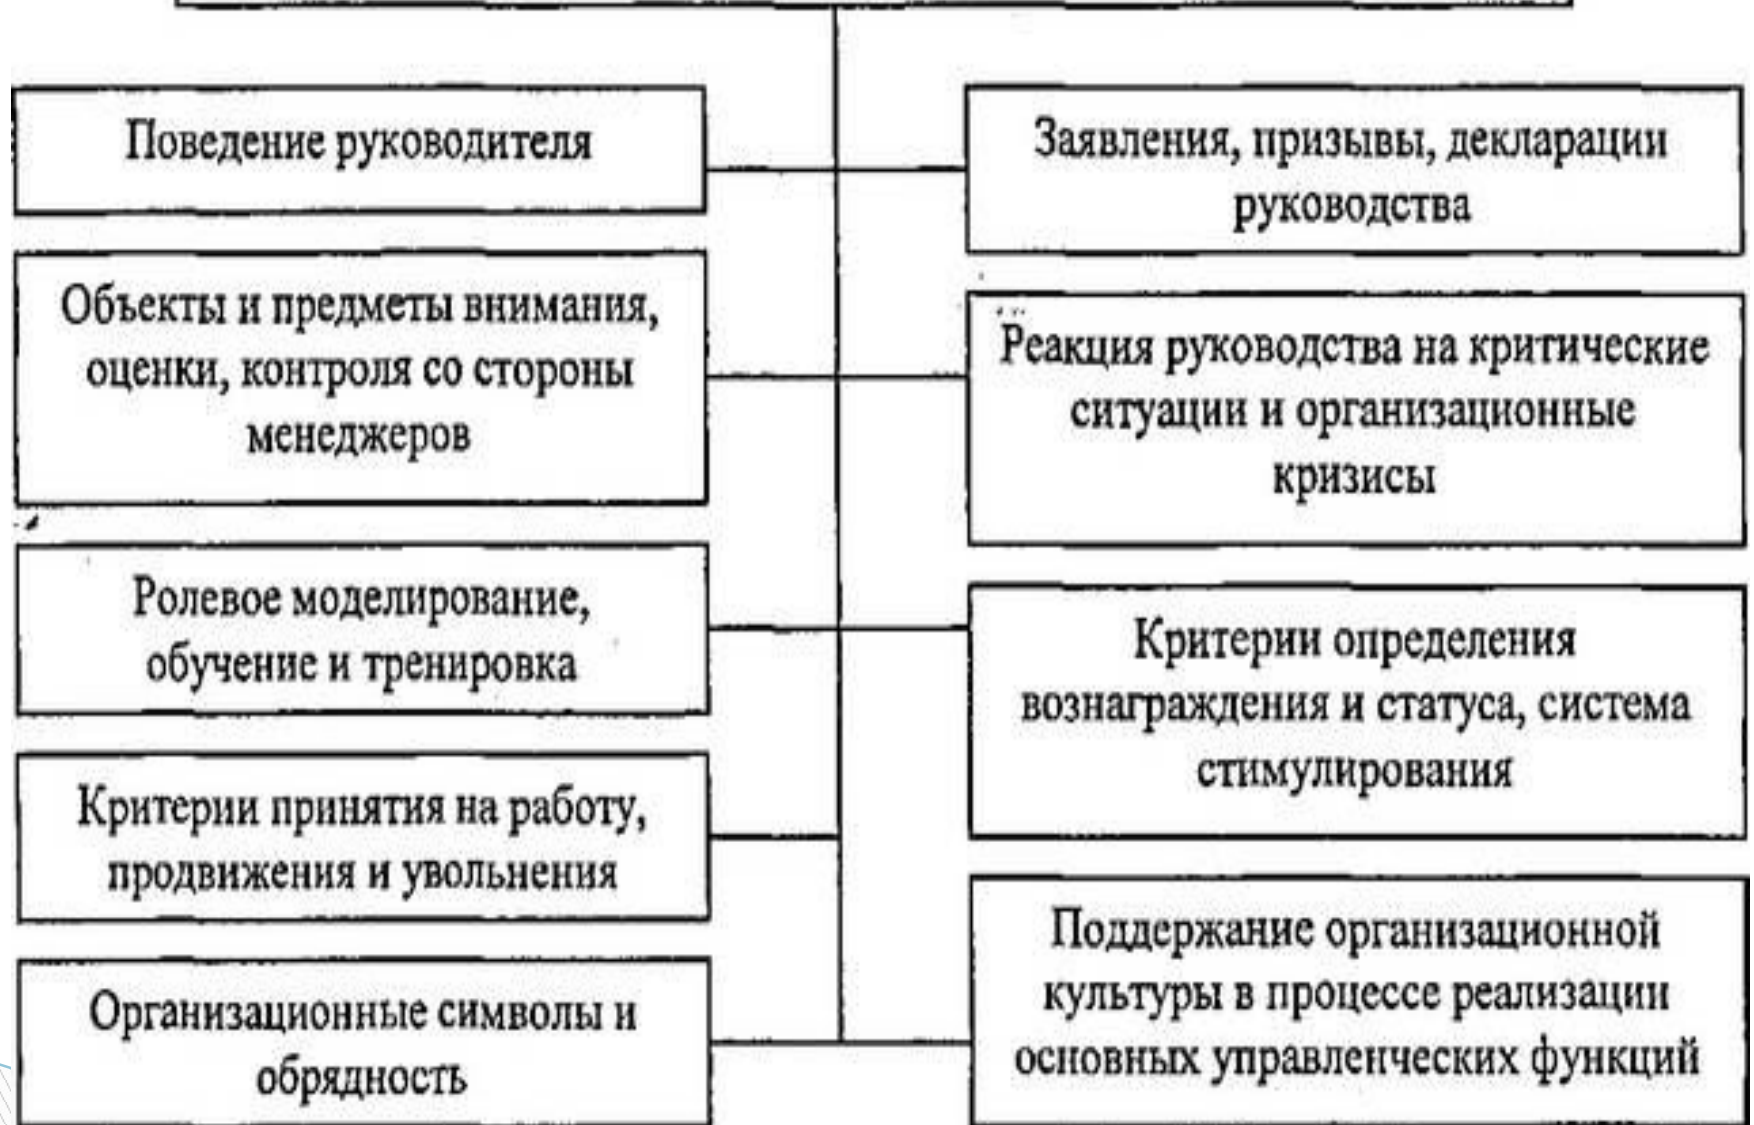 Поведение руководителя
Заявления, призывы, декларации
руководства
Объекты и предметы внимания,
оценки, контроля со стороны
менеджеров
Реакция руководства на критические
ситуации и организационные
кризисы
Ролевое моделирование,
обучение и тренировка
Критерии определения
вознаграждения и статуса, система
стимулирования
Критерии принятия на работу,
продвижения и увольнения
Поддержание организационной
культуры в процессе реализации
основных управленческих функций
Организационные символы и
обрядность